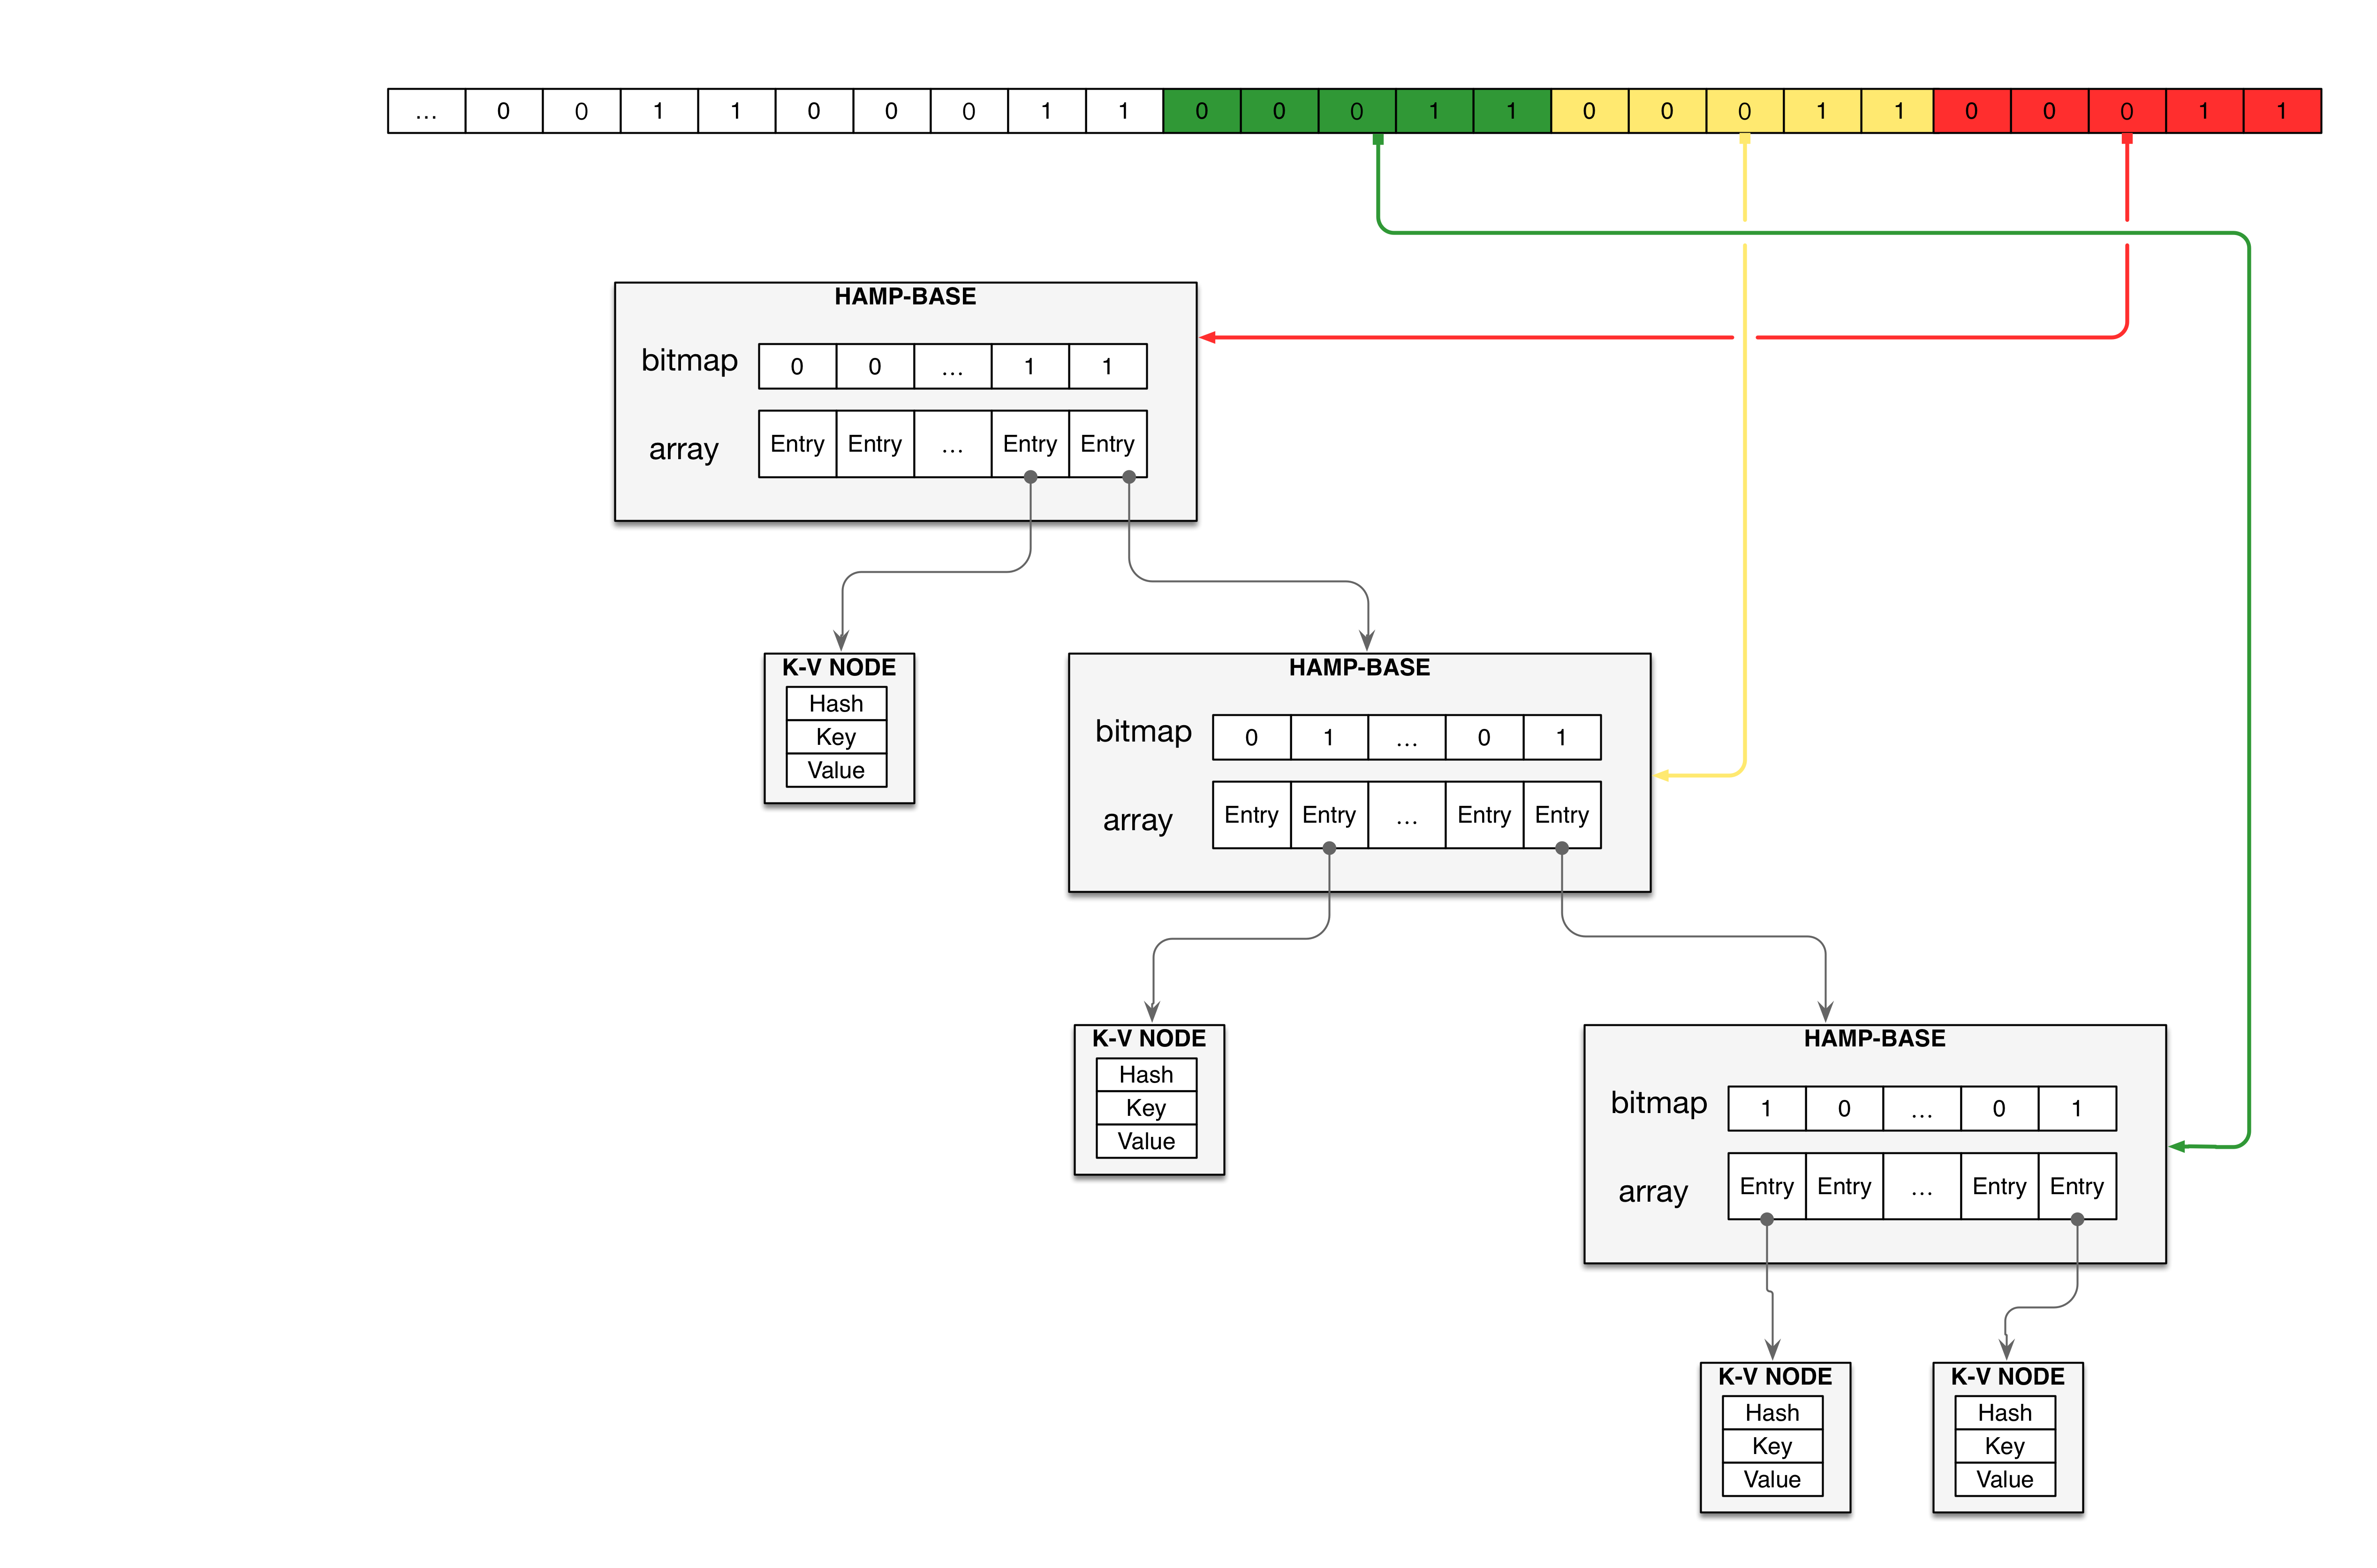 ... 0 0 1 1 0 0 0 1 1 0 0 0 1 1 0 0 0 1 1 0 0 0 1 1
HAMP-BASE
bitmap 0 0 ... 1 1
array Entry Entry ... Entry Entry
K-V NODE
Hash
Key
Value
HAMP-BASE
bitmap 0 1 ... 0 1
array Entry Entry ... Entry Entry
K-V NODE
Hash
Key
Value
HAMP-BASE
bitmap 1 0 ... 0 1
array Entry Entry ... Entry Entry
K-V NODE
Hash
Key
Value
K-V NODE
Hash
Key
Value